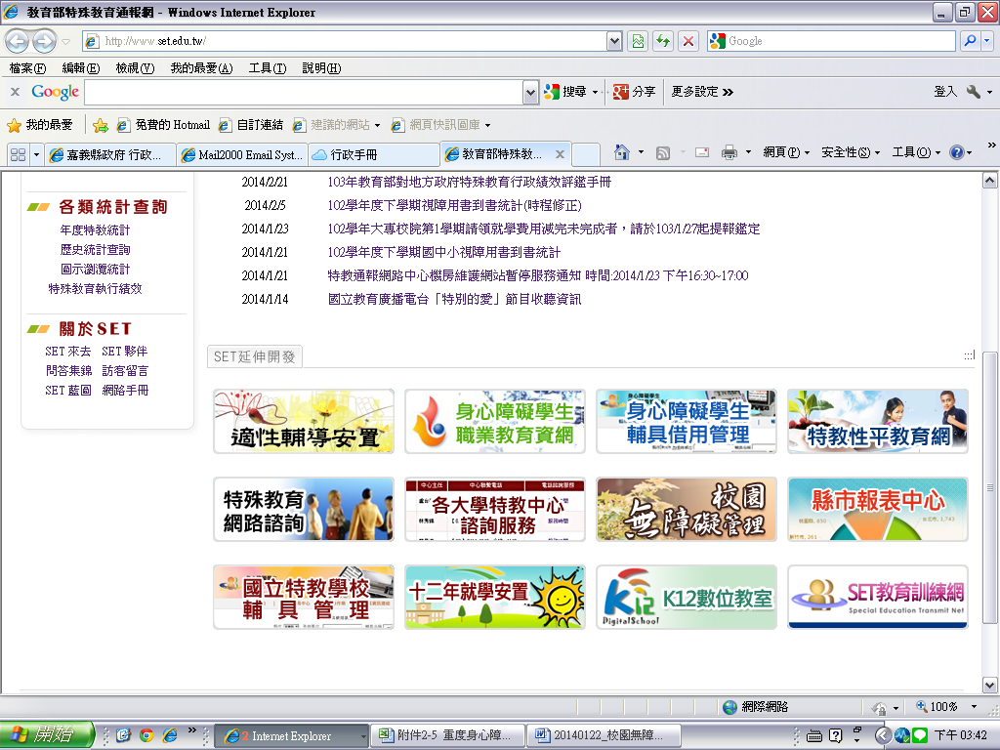 教育部特殊教育通報網 - Windows Internet Explorer
http://www.set.edu.tw/
Google
檔案(F) 編輯(E) 檢視(V) 我的最愛(A) 工具(T) 說明(H)
x Google 搜尋 分享 更多設定 » 登入
我的最愛 免費的 Hotmail 自訂連結 建議的網站 網頁快訊圖庫
嘉義縣政府 行政... Mail2000 Email Syst... 行政手冊 教育部特殊教... 網頁(P) 安全性(S) 工具(O) »
2014/2/21 103年教育部對地方政府特殊教育行政績效評鑑手冊
2014/2/5 102學年度下學期視障用書到書統計(時程修正)
2014/1/23 102學年大專校院第1學期請領就學費用減免未完成者，請於103/1/27起提報鑑定
2014/1/21 102學年度下學期國中小視障用書到書統計
2014/1/21 特教通報網路中心機房維護網站暫停服務通知 時間:2014/1/23 下午16:30~17:00
2014/1/14 國立教育廣播電台「特別的愛」節目收聽資訊
各類統計查詢
年度特教統計
歷史統計查詢
圖示瀏覽統計
特殊教育執行績效
關於SET
SET 來去 SET 夥伴
問答集錦 訪客留言
SET 藍圖 網路手冊
SET延伸開發
:::|
適性輔導安置
身心障礙學生
職業教育資網
身心障礙學生
輔具借用管理
特教性平教育網
特殊教育
網路諮詢
中心主任 中心聯繫電話 電話諮詢服務
各大學特教中心
諮詢服務
校園
無障礙管理
縣市報表中心
國立特教學校
輔具管理
十二年就學安置
K12
DigitalSchool
K12數位教室
SET教育訓練網
Special Education Transmit Net
網際網路 100%
開始 » 7 Internet Explorer 附件2-5 重度身心障... 20140122_校園無障... 下午 03:42